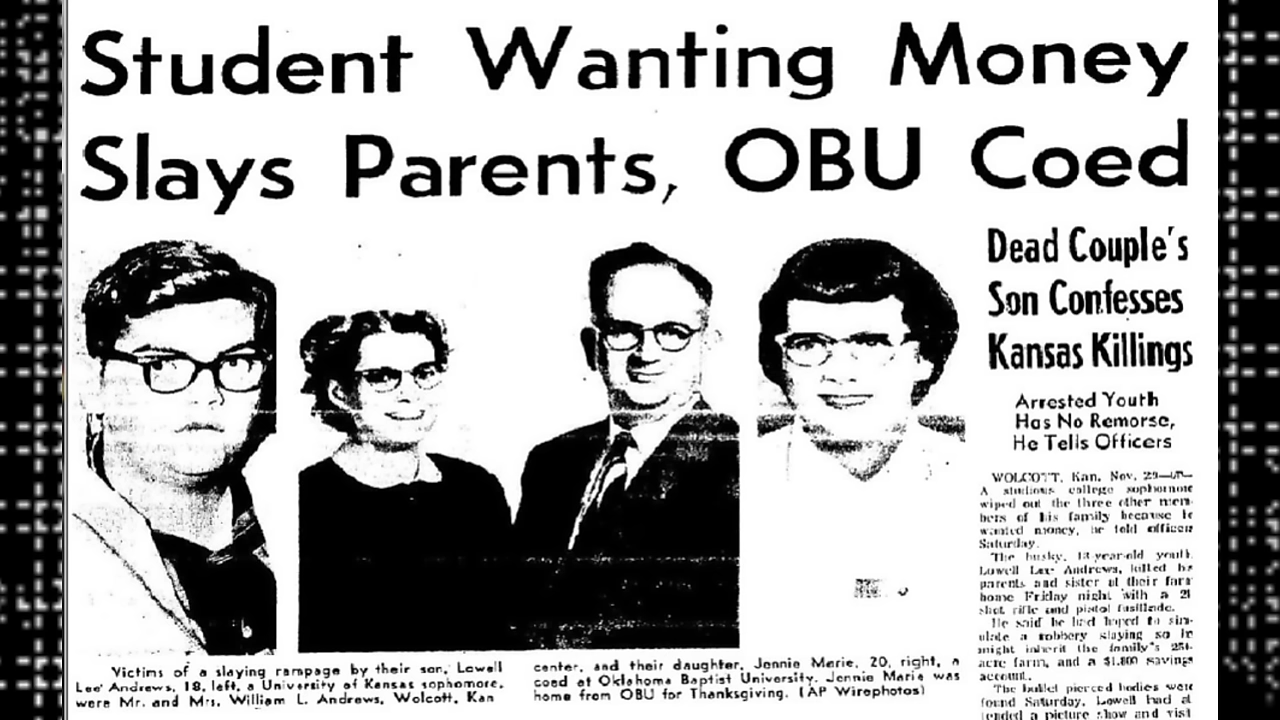 Student Wanting Money
Slays Parents, OBU Coed
Dead Couple's
Son Confesses
Kansas Killings
Arrested Youth
Has No Remorse,
He Tells Officers
WOLCOTT, Kan, Nov. 29
A studious college sophomore
wiped out the three other mem-
bers of his family because he
wanted money, he told officers
Saturday.
The husky, 18-year-old youth,
Lowell Lee Andrews, killed his
parents and sister at their farm
home Friday night with a 21
shot rifle and pistol fusillade.
He said he had hoped to sim-
ulate a robbery slaying so he
might inherit the family's
acre farm, and a $1,800 savings
account.
The bullet pierced bodies were
found Saturday. Lowell had at
tended a picture show and visit
Victims of a slaying rampage by their son, Lowell
Lee Andrews, 18, left, a University of Kansas sophomore,
were Mr. and Mrs. William L. Andrews, Wolcott, Kan
center, and their daughter, Jennie Marie, 20, right, a
coed at Oklahoma Baptist University. Jennie Marie was
home from OBU for Thanksgiving. (AP Wirephotos)